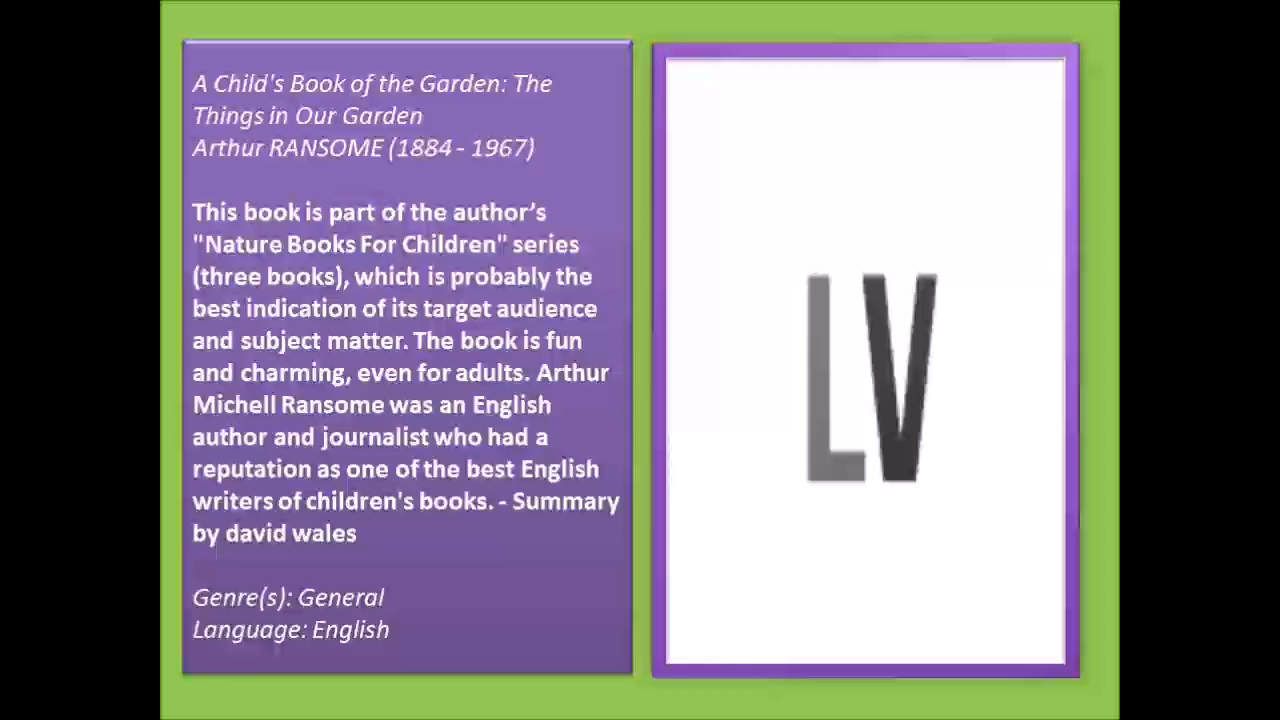 A Child's Book of the Garden: The
Things in Our Garden
Arthur RANSOME (1884 - 1967)
This book is part of the author’s
"Nature Books For Children" series
(three books), which is probably the
best indication of its target audience
and subject matter. The book is fun
and charming, even for adults. Arthur
Michell Ransome was an English
author and journalist who had a
reputation as one of the best English
writers of children's books. - Summary
by david wales
Genre(s): General
Language: English
LV